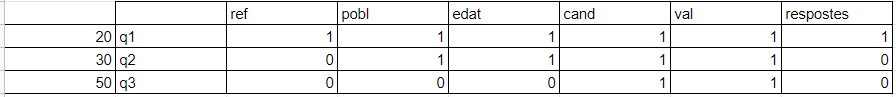 ref pobl edat cand val respostes
20 q1 1 1 1 1 1 1
30 q2 0 1 1 1 1 0
50 q3 0 0 0 1 1 0